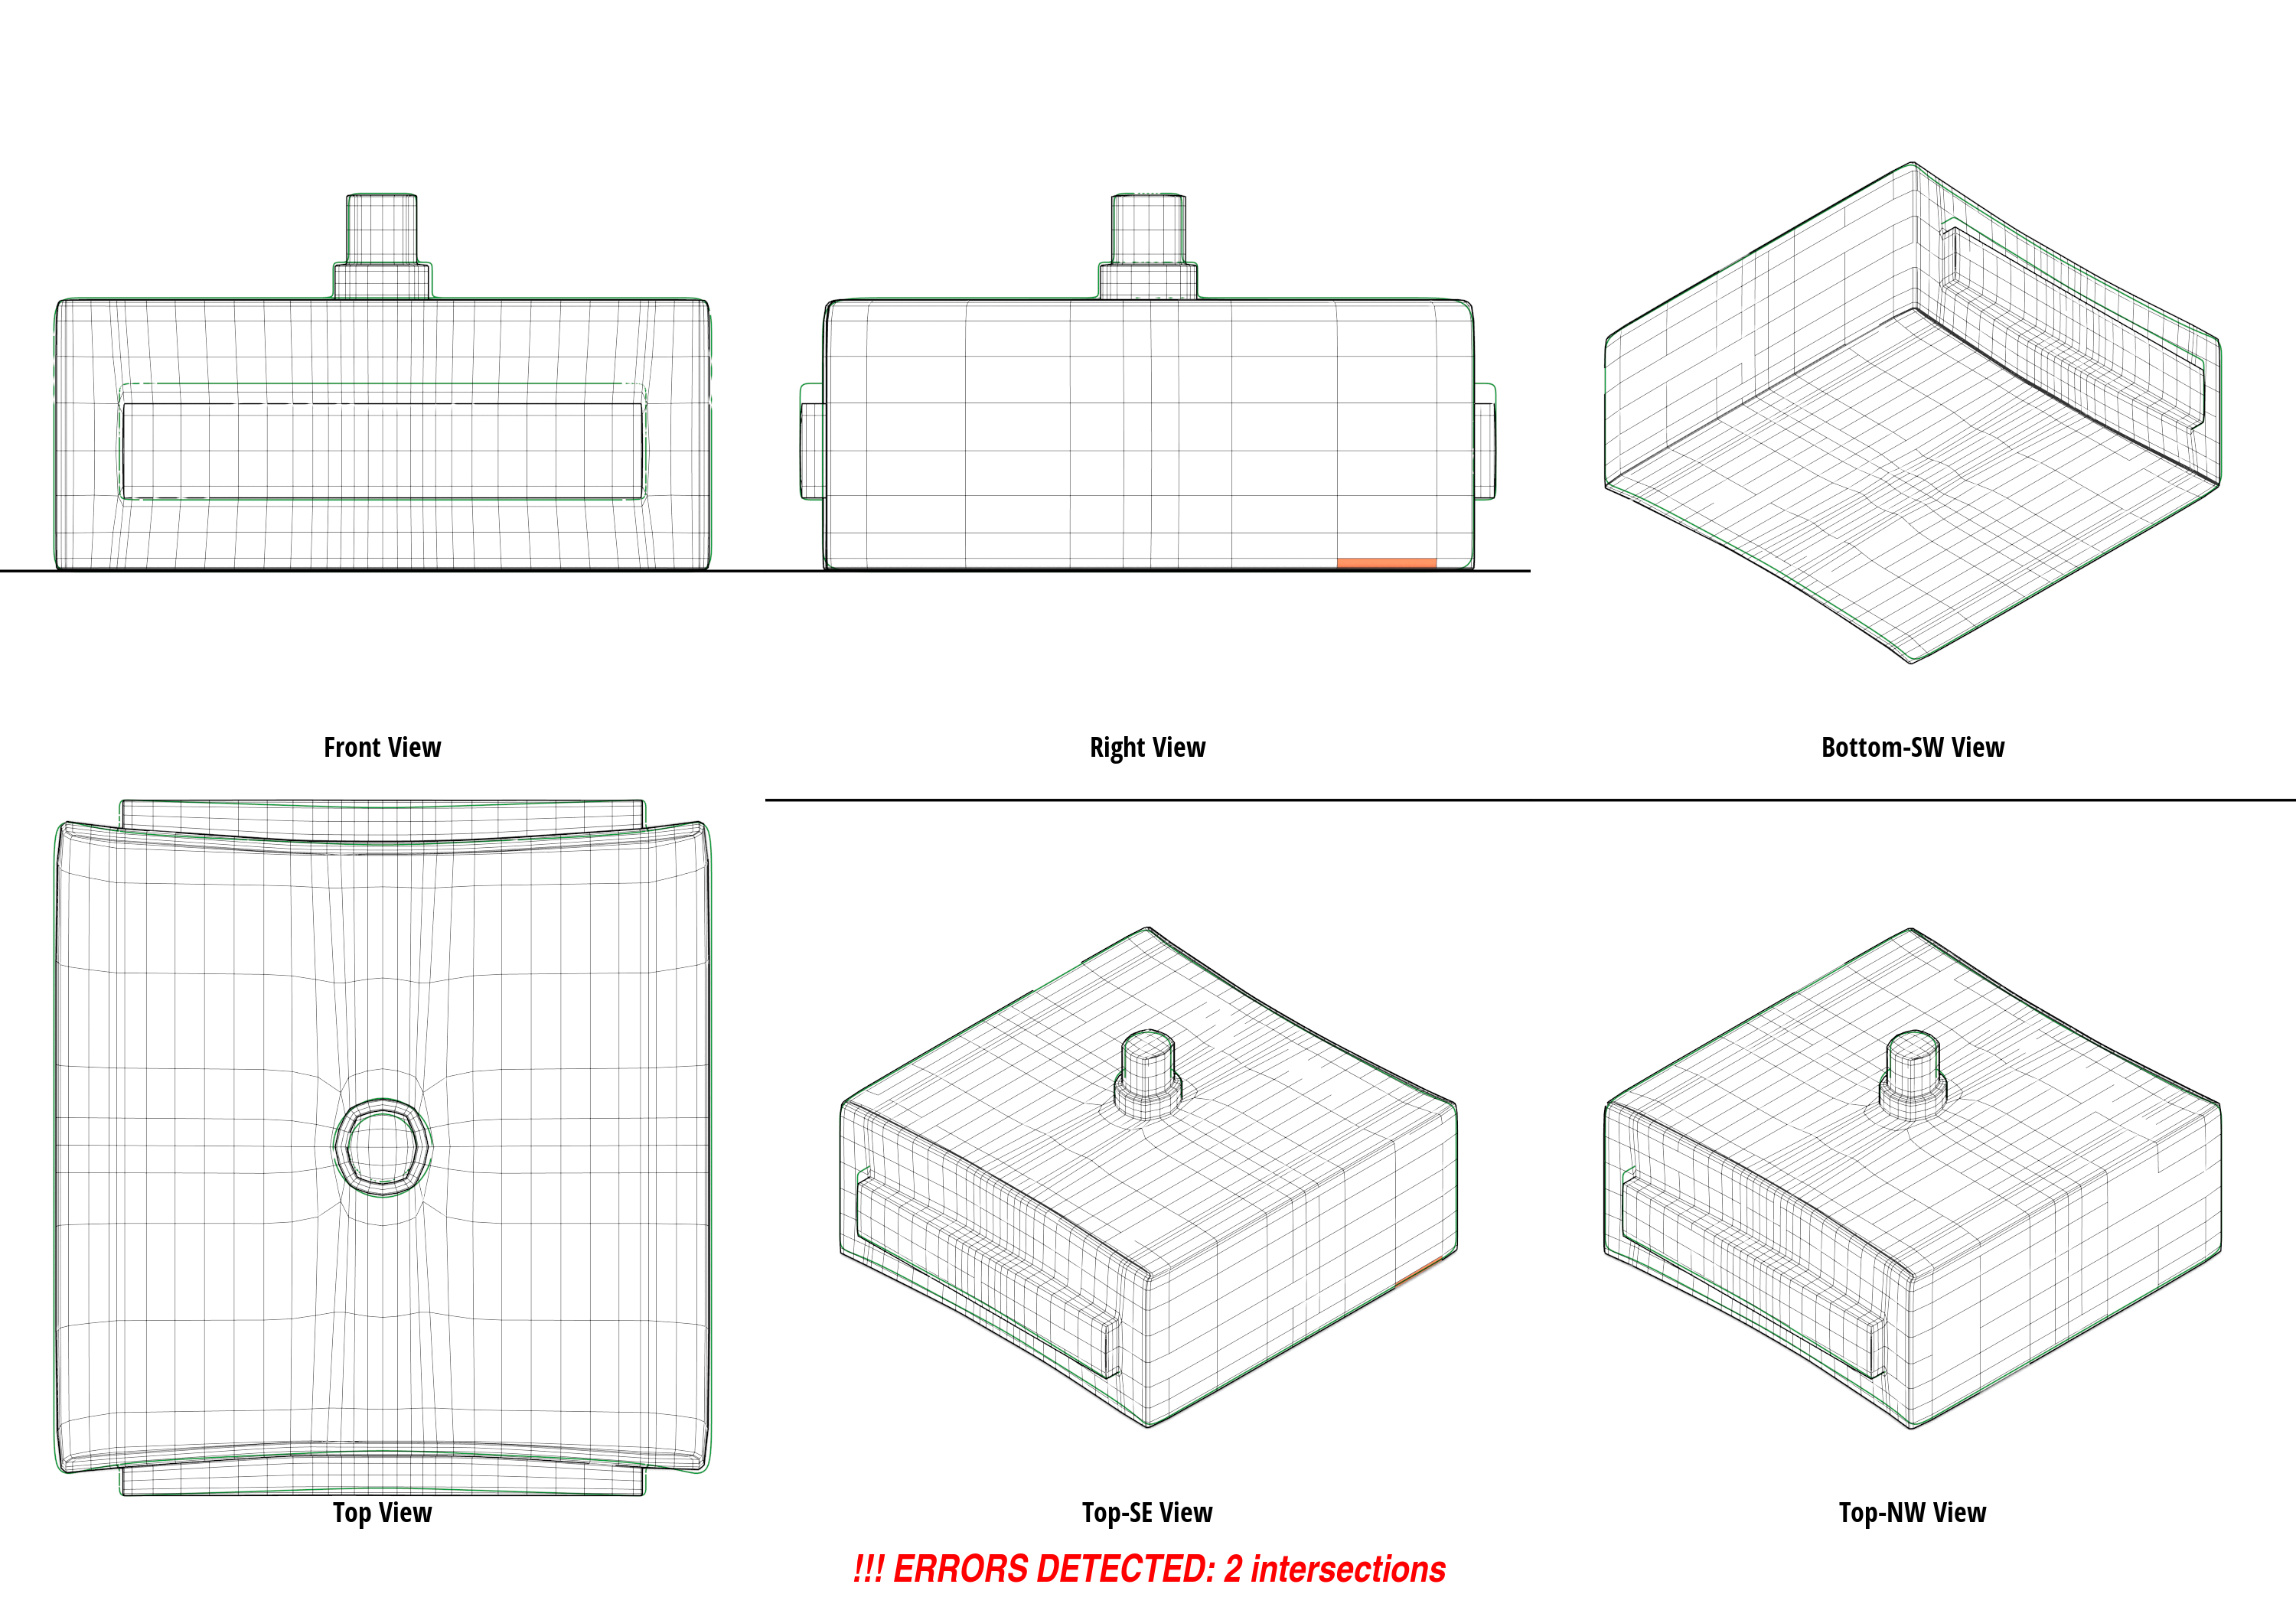 Front View
Right View
Bottom-SW View
Top View
Top-SE View
Top-NW View
!!! ERRORS DETECTED: 2 intersections